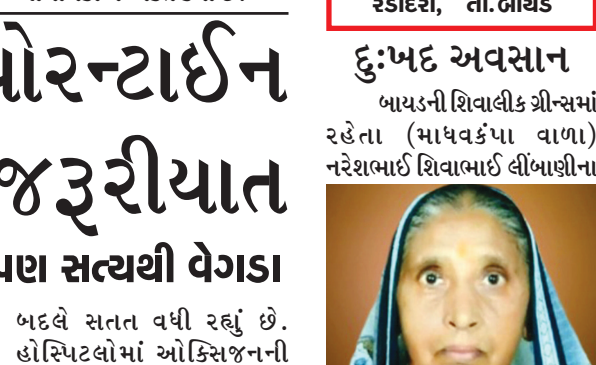 ોરન્ટાઈન
જરૂરીયાત
પણ સત્યથી વેગડા
બદલે સતત વધી રહ્યું છે.
હોસ્પિટલોમાં ઓક્સિજનની
રડોદરા, તા.બાયડ
દુઃખદ અવસાન
બાયડની શિવાલીક ગ્રીન્સમાં
રહેતા (માધવકંપા વાળા)
નરેશભાઈ શિવાભાઈ લીંબાણીના